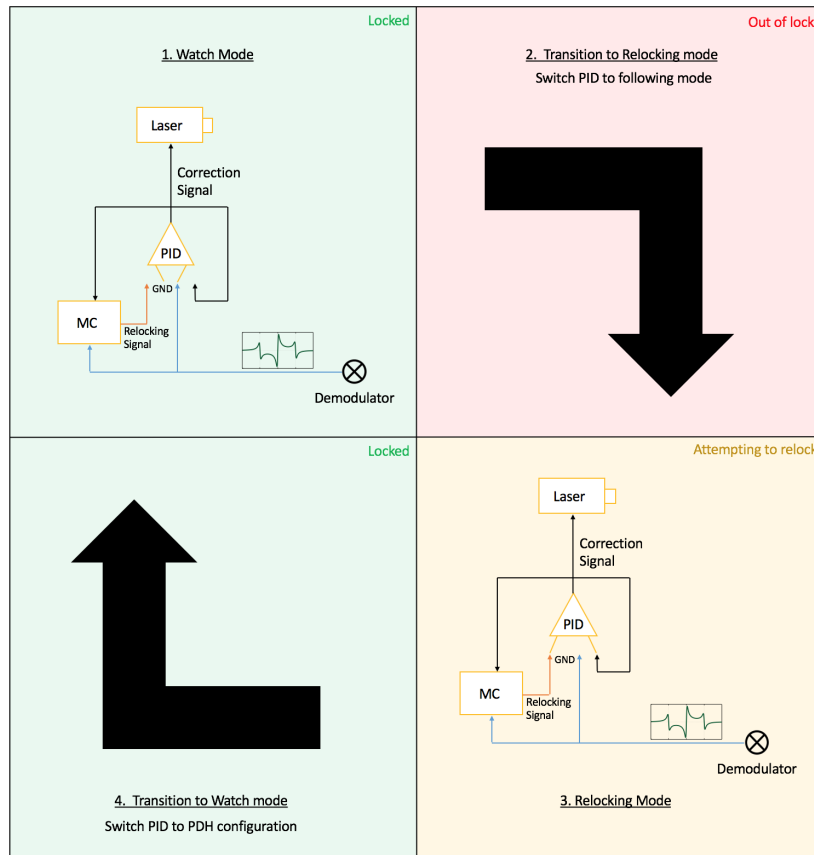 Locked
1. Watch Mode
Laser
Correction
Signal
PID
GND
MC
Relocking
Signal
Demodulator
Out of lock
2. Transition to Relocking mode
Switch PID to following mode
Locked
4. Transition to Watch mode
Switch PID to PDH configuration
Attempting to relock
Laser
Correction
Signal
PID
GND
MC
Relocking
Signal
Demodulator
3. Relocking Mode